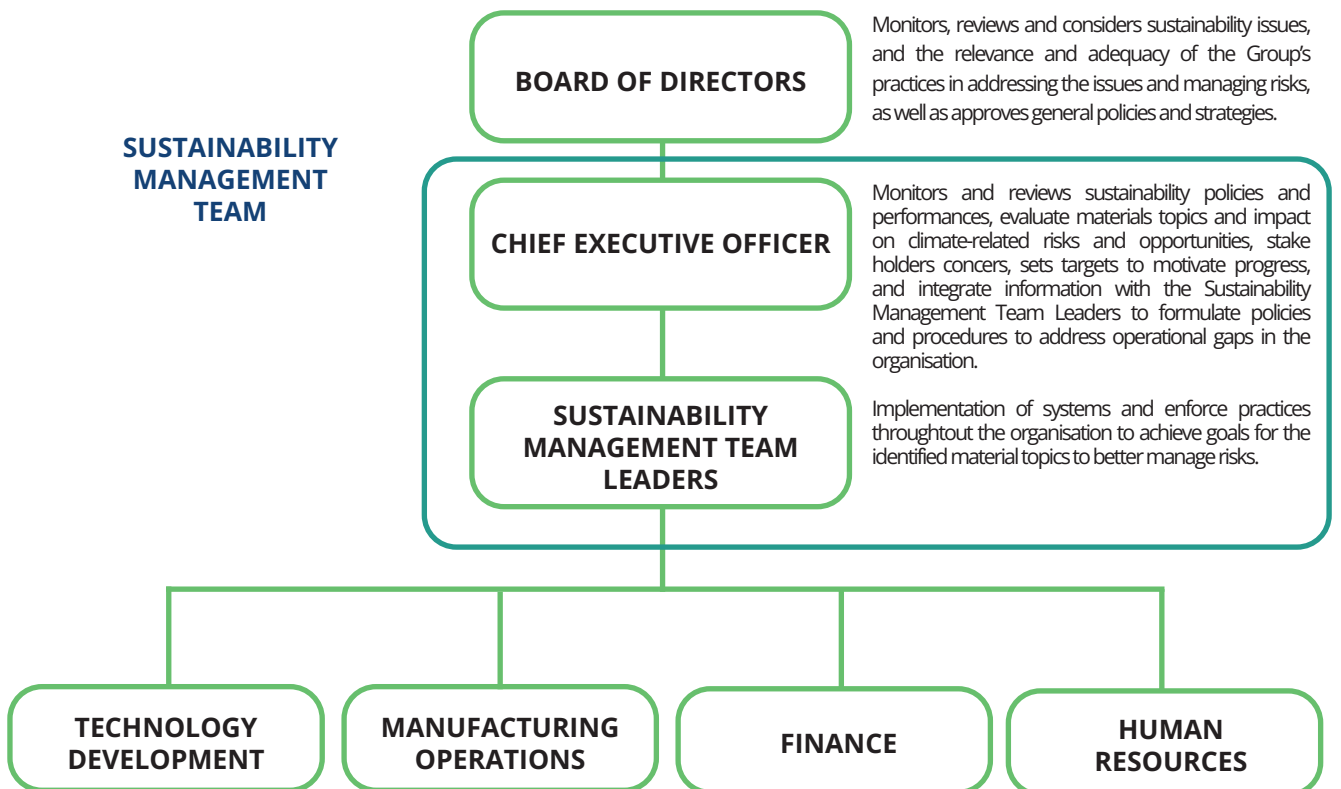 BOARD OF DIRECTORS
Monitors, reviews and considers sustainability issues,
and the relevance and adequacy of the Group's
practices in addressing the issues and managing risks,
as well as approves general policies and strategies.
SUSTAINABILITY
MANAGEMENT
TEAM
CHIEF EXECUTIVE OFFICER
Monitors and reviews sustainability policies and
performances, evaluate materials topics and impact
on climate-related risks and opportunities, stake
holders concers, sets targets to motivate progress,
and integrate information with the Sustainability
Management Team Leaders to formulate policies
and procedures to address operational gaps in the
organisation.
SUSTAINABILITY
MANAGEMENT TEAM
LEADERS
Implementation of systems and enforce practices
throughtout the organisation to achieve goals for the
identified material topics to better manage risks.
TECHNOLOGY
DEVELOPMENT
MANUFACTURING
OPERATIONS
FINANCE
HUMAN
RESOURCES